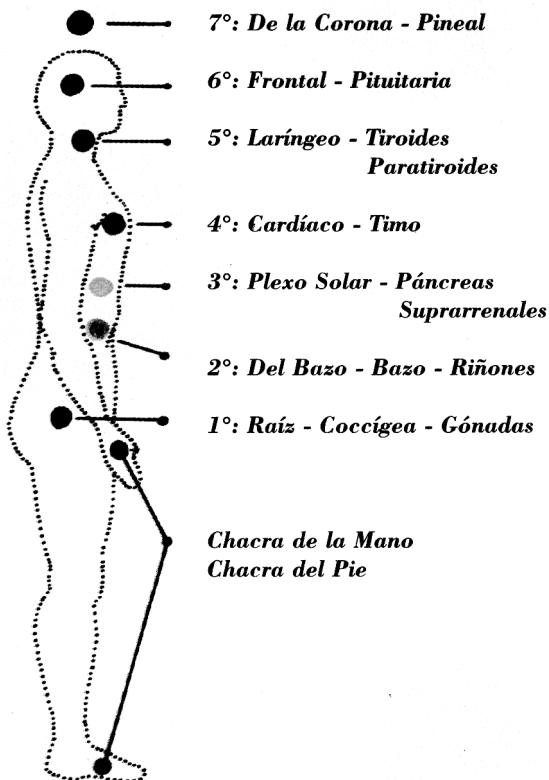 7°: De la Corona - Pineal
6°: Frontal - Pituitaria
5°: Laríngeo - Tiroides
Paratiroides
4°: Cardíaco - Timo
3°: Plexo Solar - Páncreas
Suprarrenales
2°: Del Bazo - Bazo - Riñones
1°: Raíz - Coccígea - Gónadas
Chacra de la Mano
Chacra del Pie